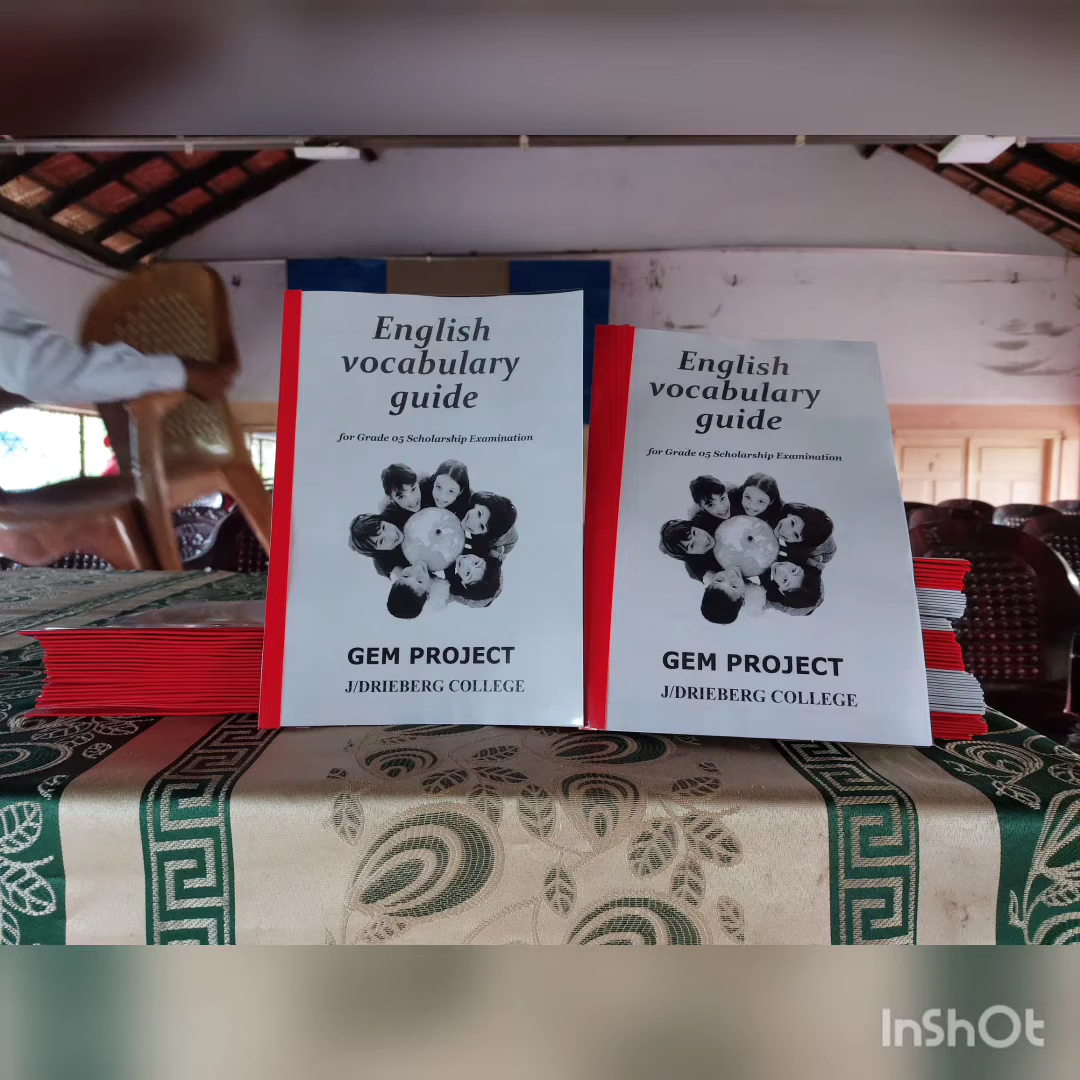 English
vocabulary
guide
for Grade 05 Scholarship Examination
GEM PROJECT
J/DRIEBERG COLLEGE
English
vocabulary
guide
for Grade 05 Scholarship Examination
GEM PROJECT
J/DRIEBERG COLLEGE
InShOt